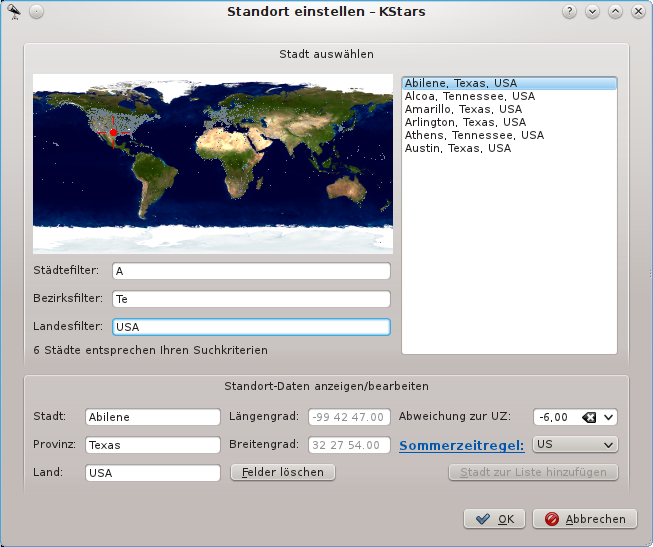 Standort einstellen – KStars
Stadt auswählen
Abilene, Texas, USA
Alcoa, Tennessee, USA
Amarillo, Texas, USA
Arlington, Texas, USA
Athens, Tennessee, USA
Austin, Texas, USA
Städtefilter: A
Bezirksfilter: Te
Landesfilter: USA
6 Städte entsprechen Ihren Suchkriterien
Standort-Daten anzeigen/bearbeiten
Stadt: Abilene Längengrad: -99 42 47.00 Abweichung zur UZ: -6,00
Provinz: Texas Breitengrad: 32 27 54.00 Sommerzeitregel: US
Land: USA Felder löschen Stadt zur Liste hinzufügen
OK Abbrechen